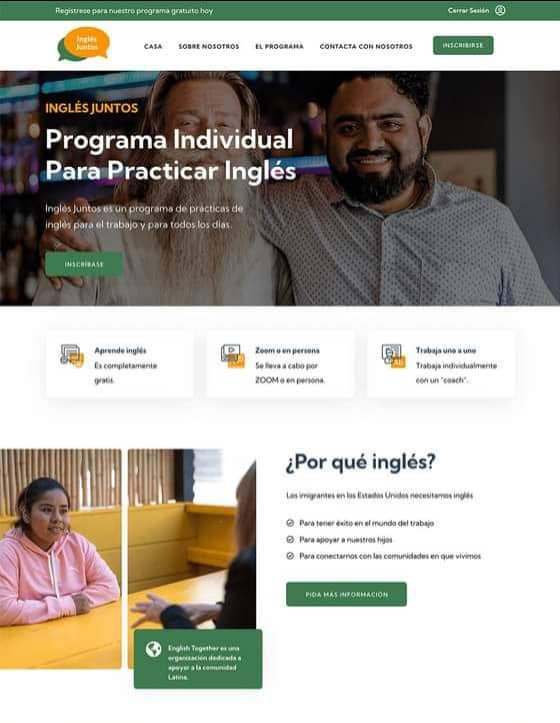 Regístrese para nuestro programa gratuito hoy
Cerrar Sesión
Inglés
Juntos
CASA
SOBRE NOSOTROS
EL PROGRAMA
CONTACTA CON NOSOTROS
INSCRIBIRSE
INGLÉS JUNTOS
Programa Individual
Para Practicar Inglés
Inglés Juntos es un programa de prácticas de
inglés para el trabajo y para todos los días.
INSCRÍBASE
Aprende inglés
Es completamente
gratis.
Zoom o en persona
Se lleva a cabo por
ZOOM o en persona.
Trabaja uno a uno
Trabaja individualmente
con un "coach".
¿Por qué inglés?
Los imigrantes en los Estados Unidos necesitamos inglés
Para tener éxito en el mundo del trabajo
Para apoyar a nuestros hijos
Para conectarnos con las comunidades en que vivimos
PIDA MÁS INFORMACIÓN
English Together es una
organización dedicada a
apoyar a la comunidad
Latina.